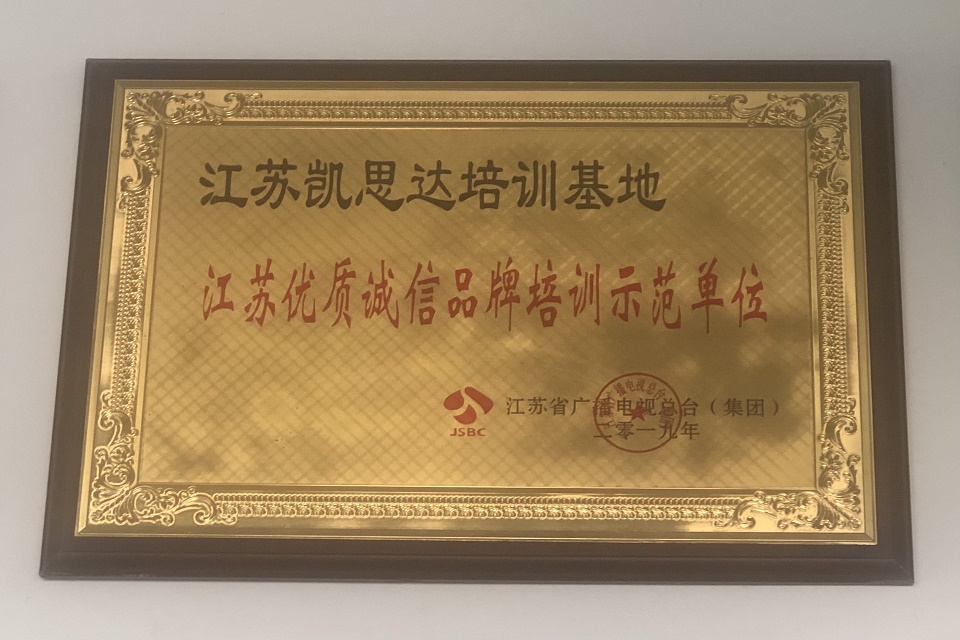 江苏凯思达培训基地
江苏优质诚信品牌培训示范单位
JSBC
江苏省广播电视总台（集团）
二零一九年